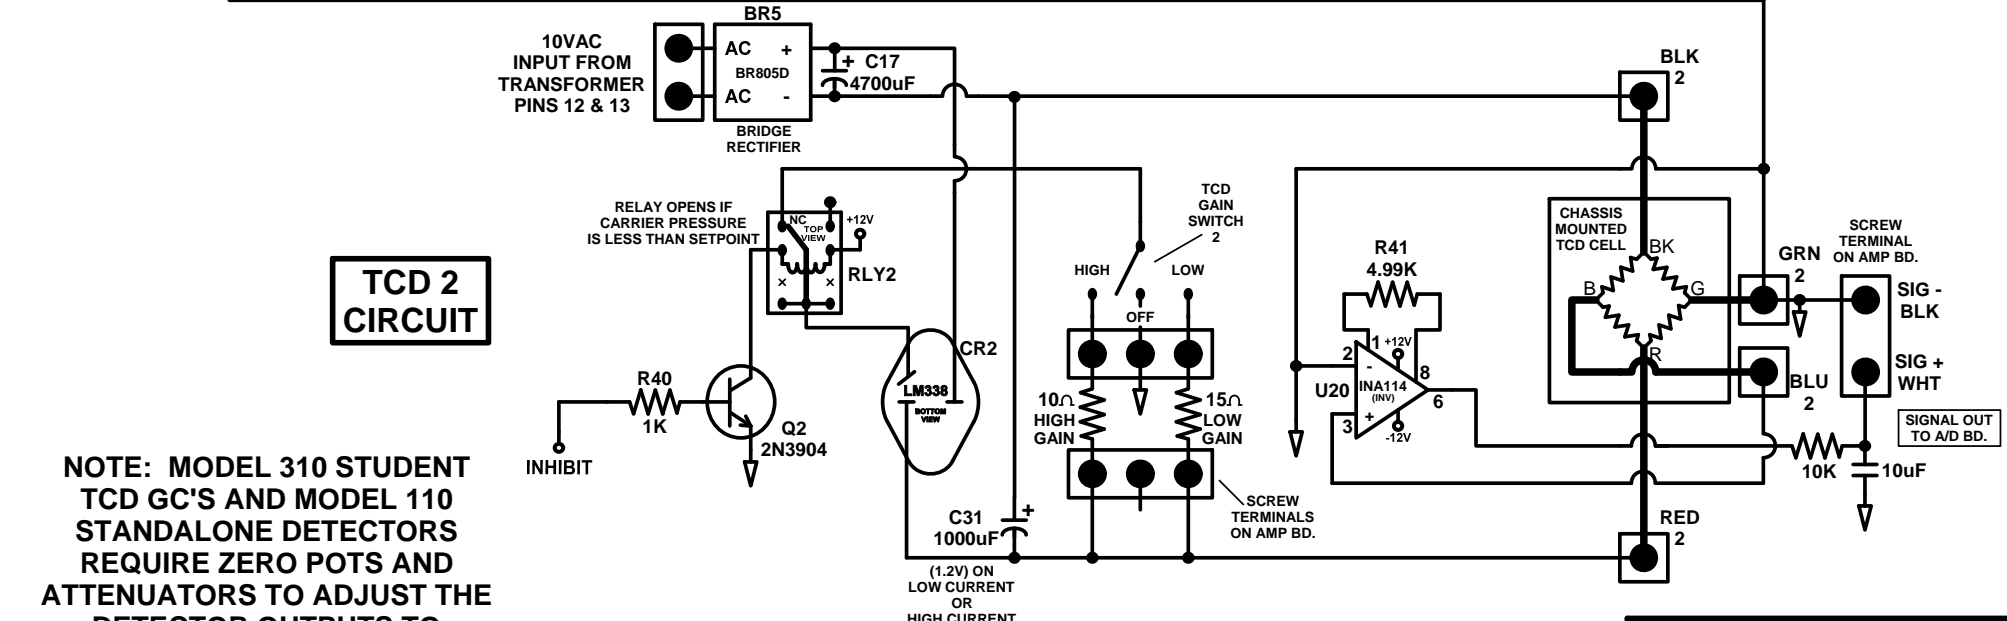 BR5
10VAC
INPUT FROM
TRANSFORMER
PINS 12 & 13
AC +
BR805D
AC -
+ C17
4700uF
BRIDGE
RECTIFIER
BLK
2
RELAY OPENS IF
CARRIER PRESSURE
IS LESS THAN SETPOINT
NC
TOP
VIEW
+12V
RLY2
× ×
TCD
GAIN
SWITCH
2
HIGH
LOW
OFF
TCD 2
CIRCUIT
CR2
LM338
BOTTOM
VIEW
R40
1K
Q2
2N3904
INHIBIT
10Ω
HIGH
GAIN
15Ω
LOW
GAIN
SCREW
TERMINALS
ON AMP BD.
R41
4.99K
1 +12V
2
-
8
U20
INA114
(INV)
6
+
3
-12V
CHASSIS
MOUNTED
TCD CELL
BK
B
G
R
GRN
2
SCREW
TERMINAL
ON AMP BD.
SIG -
BLK
SIG +
WHT
BLU
2
SIGNAL OUT
TO A/D BD.
10K
10uF
RED
2
C31
1000uF
+
(1.2V) ON
LOW CURRENT
OR
HIGH CURRENT
NOTE: MODEL 310 STUDENT
TCD GC'S AND MODEL 110
STANDALONE DETECTORS
REQUIRE ZERO POTS AND
ATTENUATORS TO ADJUST THE
DETECTOR OUTPUTS TO